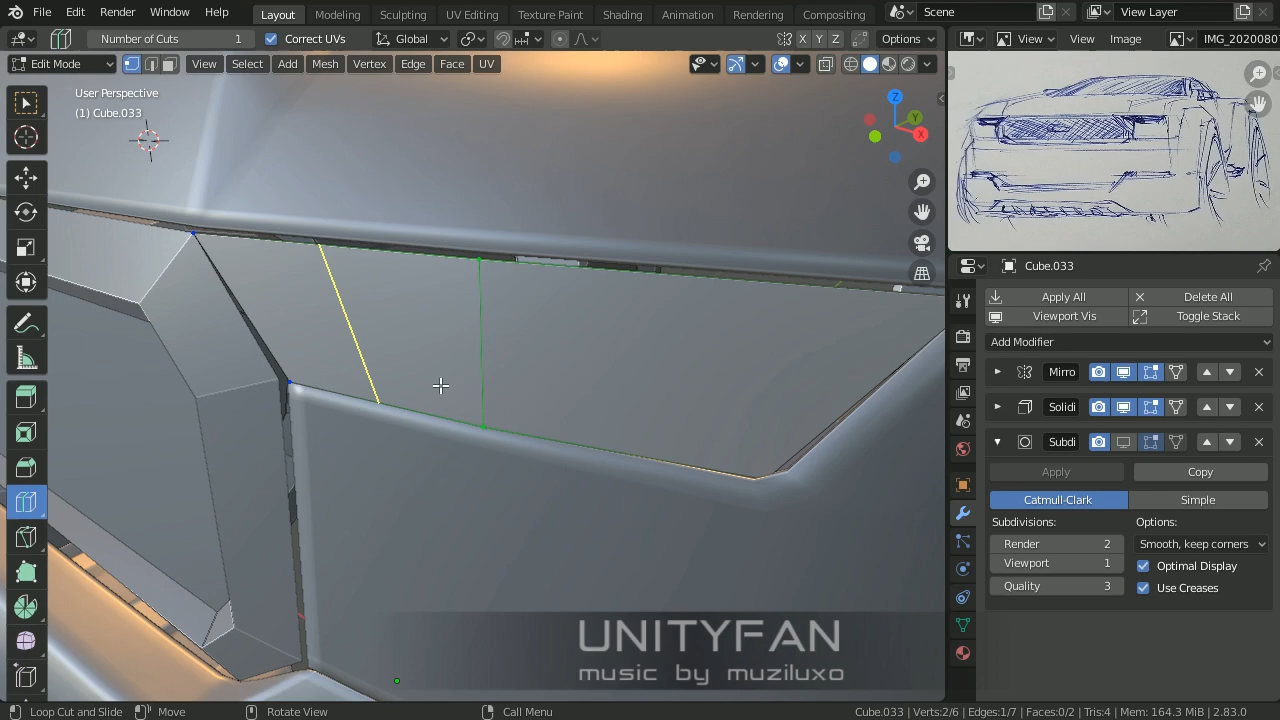 File Edit Render Window Help Layout Modeling Sculpting UV Editing Texture Paint Shading Animation Rendering Compositing Scene View Layer
Number of Cuts 1 Correct UVs Global X Y Z Options View Image IMG_2020080
Edit Mode View Select Add Mesh Vertex Edge Face UV
User Perspective
(1) Cube.033
Z
Y
X
Cube.033
Apply All Delete All
Viewport Vis Toggle Stack
Add Modifier
Mirro
Solidi
Subdi
Apply Copy
Catmull-Clark Simple
Subdivisions: Options:
Render 2 Smooth, keep corners
Viewport 1 Optimal Display
Quality 3 Use Creases
UNITYFAN
music by muziluxo
Loop Cut and Slide Move Rotate View Call Menu Cube.033 | Verts:2/6 | Edges:1/7 | Faces:0/2 | Tris:4 | Mem: 164.3 MiB | 2.83.0